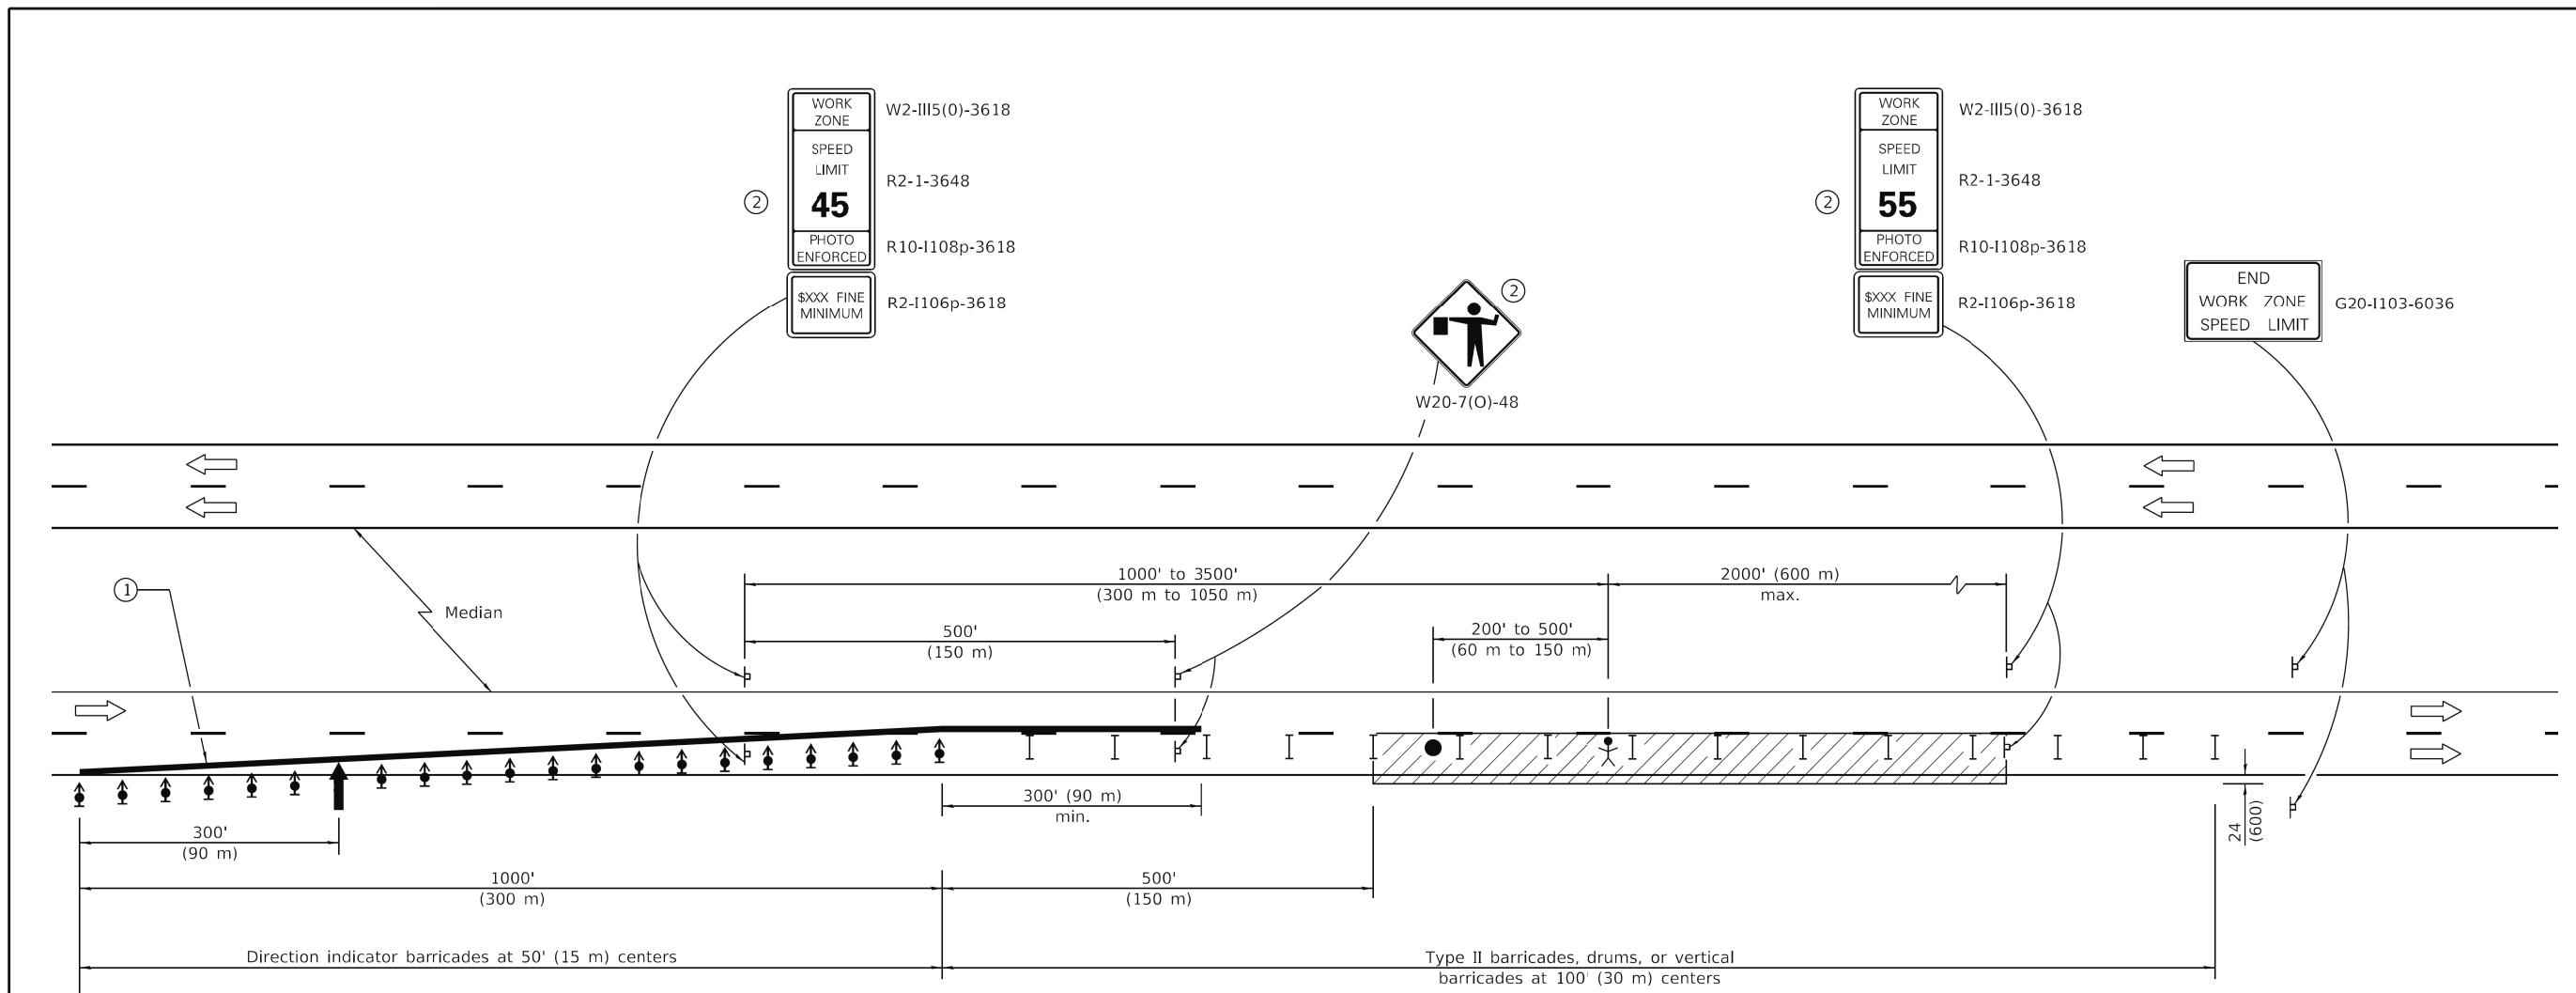 WORK
ZONE
SPEED
LIMIT
45
PHOTO
ENFORCED
$XXX FINE
MINIMUM
W2-III5(0)-3618
R2-1-3648
R10-I108p-3618
R2-I106p-3618
2
2
W20-7(O)-48
2
WORK
ZONE
SPEED
LIMIT
55
PHOTO
ENFORCED
$XXX FINE
MINIMUM
W2-III5(0)-3618
R2-1-3648
R10-I108p-3618
R2-I106p-3618
END
WORK ZONE
SPEED LIMIT
G20-I103-6036
1
Median
1000' to 3500'
(300 m to 1050 m)
2000' (600 m)
max.
500'
(150 m)
200' to 500'
(60 m to 150 m)
300' (90 m)
min.
24
(600)
300'
(90 m)
1000'
(300 m)
500'
(150 m)
Direction indicator barricades at 50' (15 m) centers
Type II barricades, drums, or vertical
barricades at 100' (30 m) centers